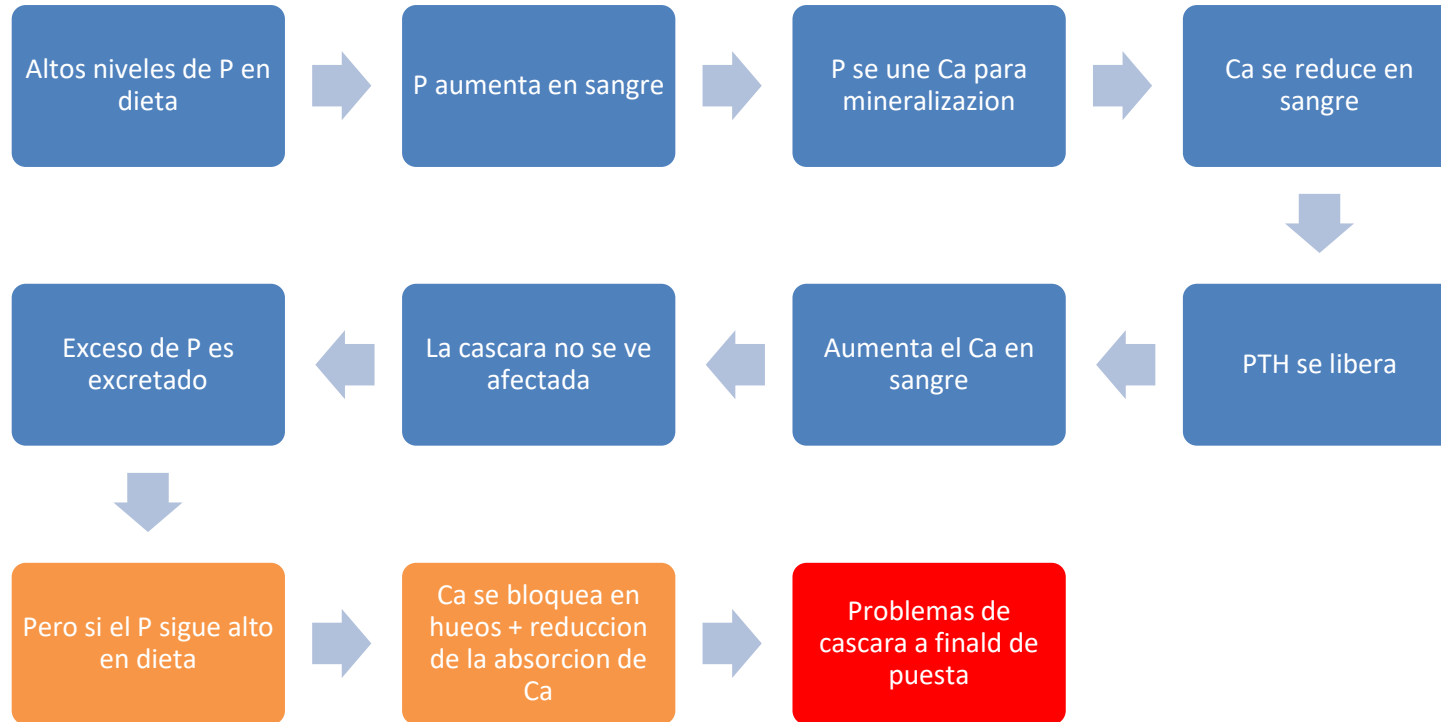 Altos niveles de P en
dieta
P aumenta en sangre
P se une Ca para
mineralizazion
Ca se reduce en
sangre
PTH se libera
Aumenta el Ca en
sangre
La cascara no se ve
afectada
Exceso de P es
excretado
Pero si el P sigue alto
en dieta
Ca se bloquea en
hueos + reduccion
de la absorcion de
Ca
Problemas de
cascara a finald de
puesta